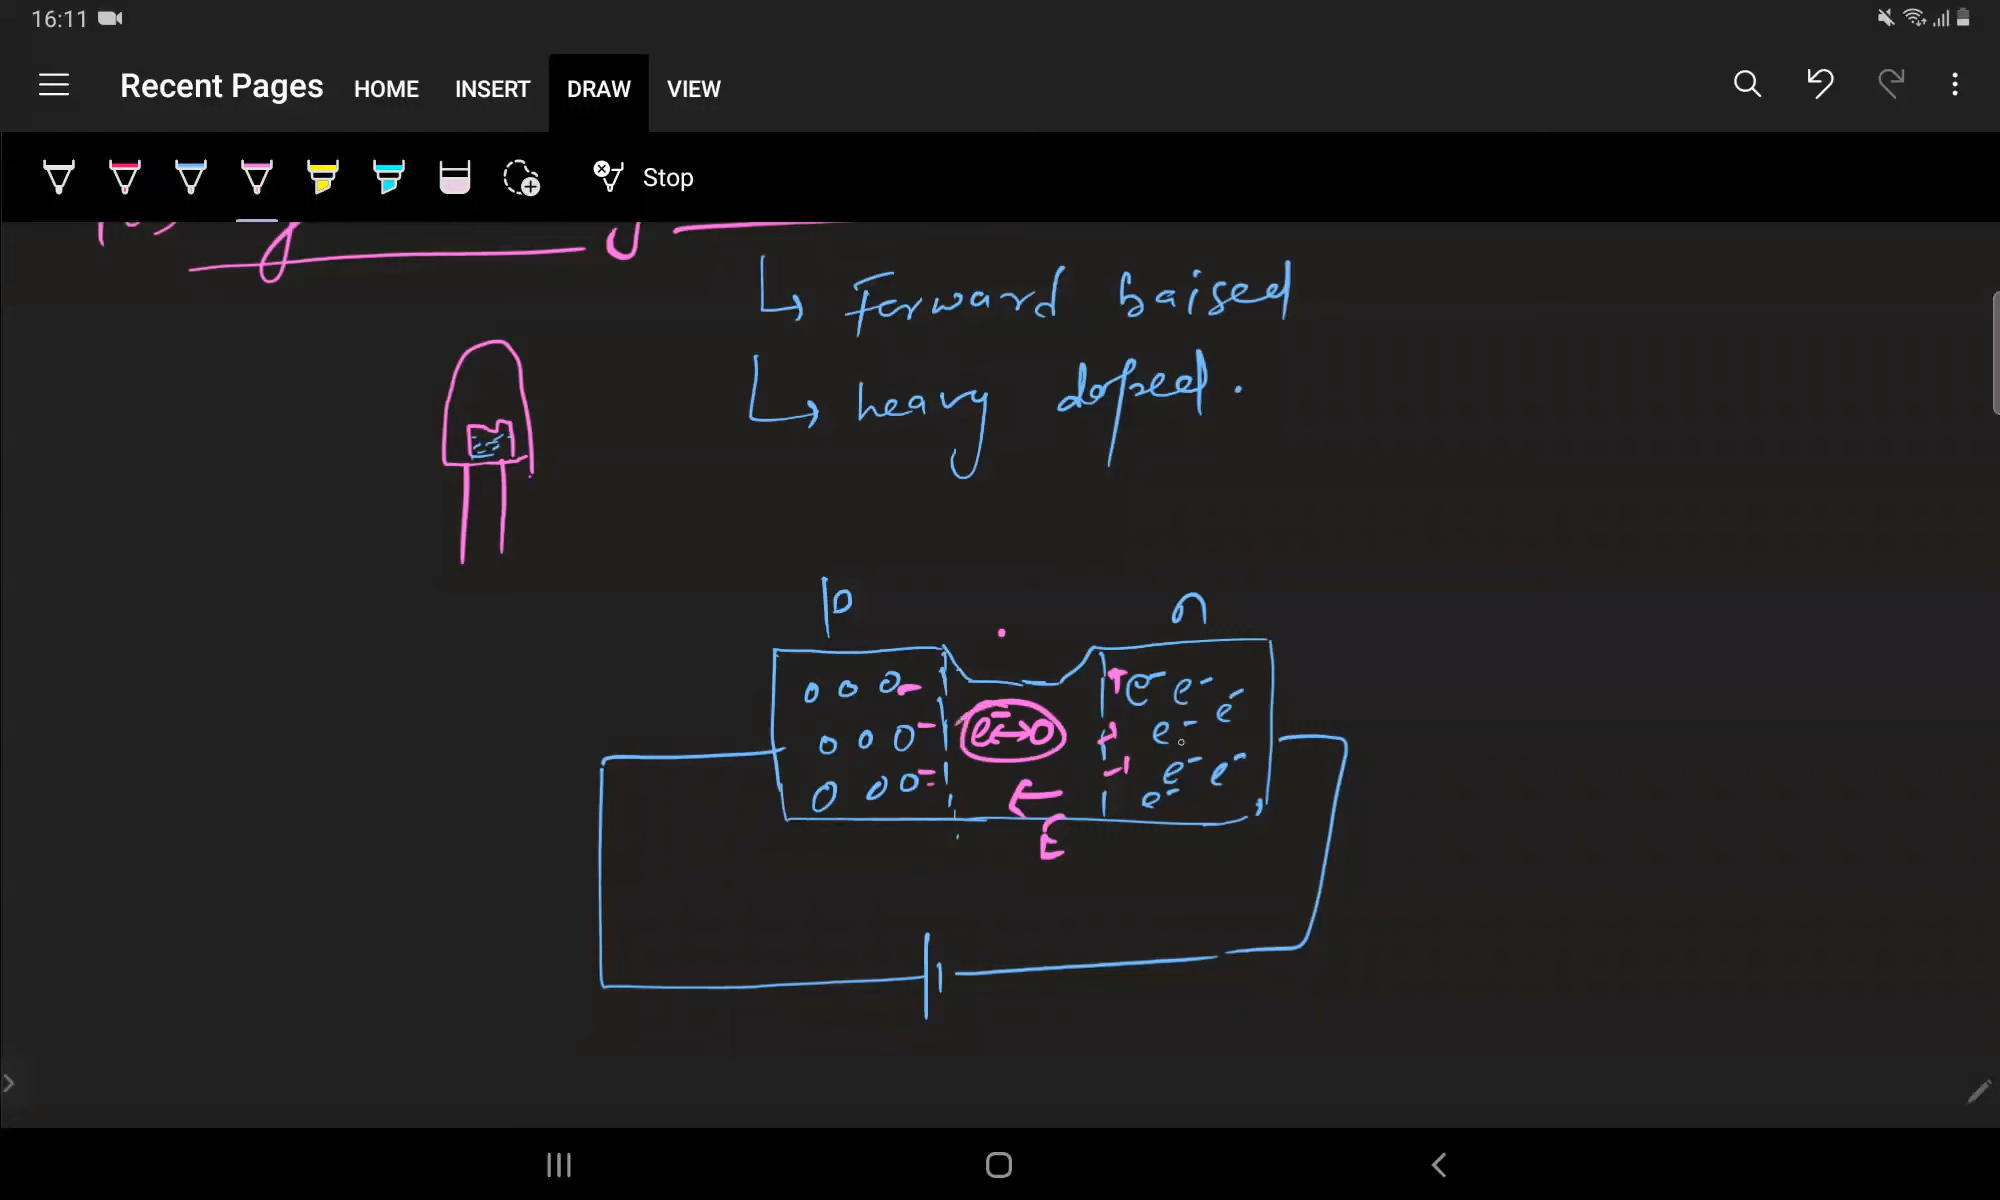 16:11
Recent Pages HOME INSERT DRAW VIEW
Stop
Forward baised
heavy doped.
p n
o o o - + e- e- e-
o o o - e- o + e-
o o o - + e- e- e-
E